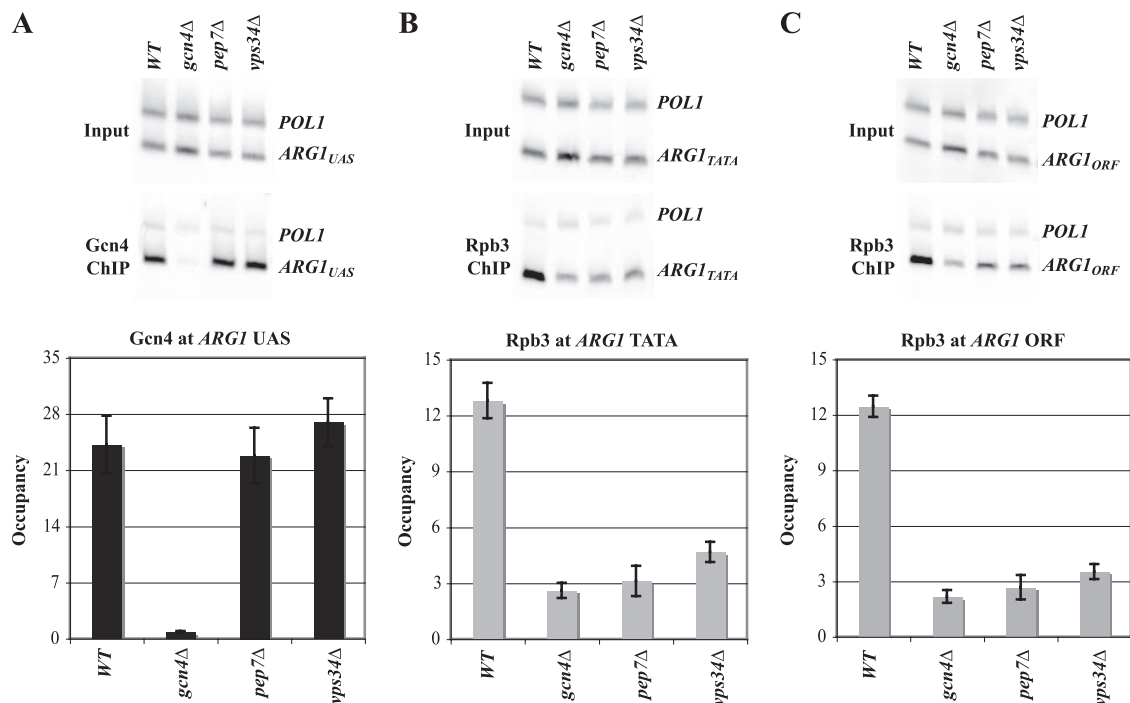 A
WT gcn4Δ pep7Δ vps34Δ
Input
POL1
ARG1UAS
Gcn4 ChIP
POL1
ARG1UAS
Gcn4 at ARG1 UAS
Occupancy
35
28
21
14
7
0
WT gcn4Δ pep7Δ vps34Δ
B
WT gcn4Δ pep7Δ vps34Δ
Input
POL1
ARG1TATA
Rpb3 ChIP
POL1
ARG1TATA
Rpb3 at ARG1 TATA
Occupancy
15
12
9
6
3
0
WT gcn4Δ pep7Δ vps34Δ
C
WT gcn4Δ pep7Δ vps34Δ
Input
POL1
ARG1ORF
Rpb3 ChIP
POL1
ARG1ORF
Rpb3 at ARG1 ORF
Occupancy
15
12
9
6
3
0
WT gcn4Δ pep7Δ vps34Δ